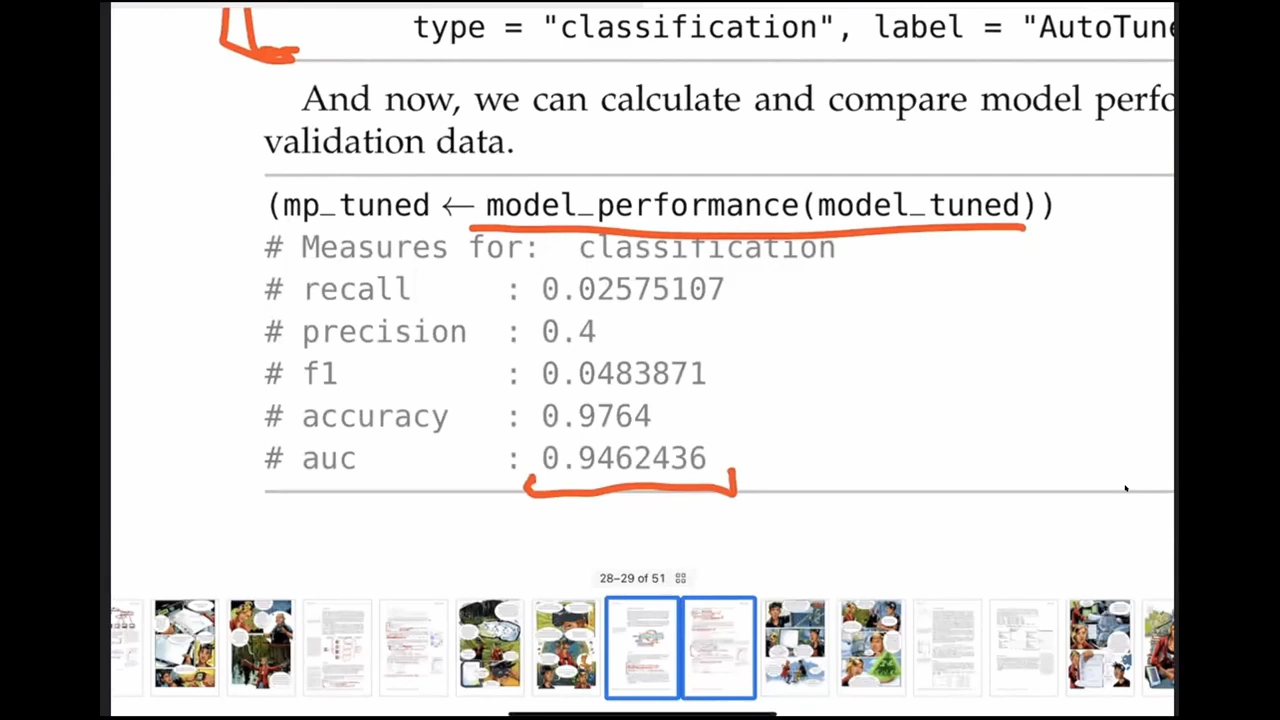 type = "classification", label = "AutoTune
And now, we can calculate and compare model perfo
validation data.
(mp_tuned ← model_performance(model_tuned))
# Measures for:  classification
# recall     : 0.02575107
# precision  : 0.4
# f1         : 0.0483871
# accuracy   : 0.9764
# auc        : 0.9462436
28–29 of 51